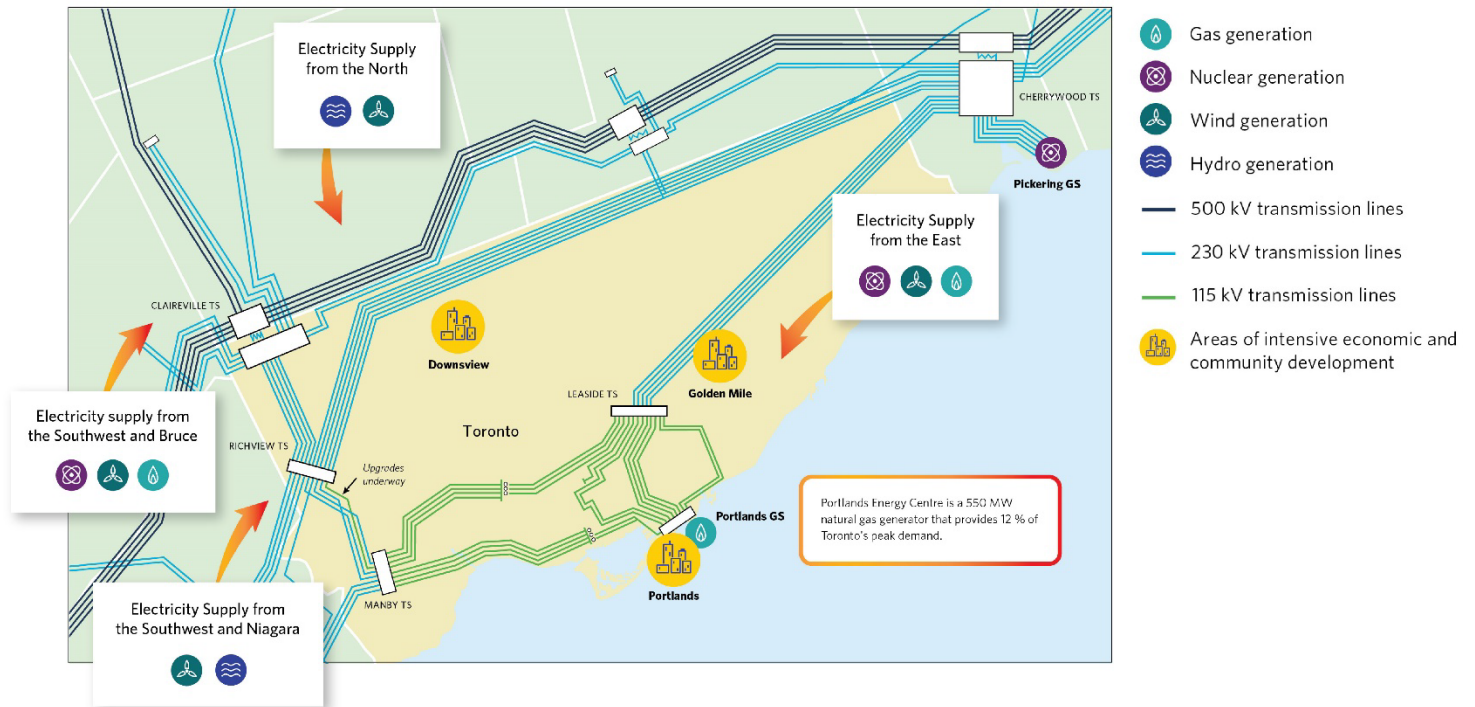 Electricity Supply
from the North
CHERRYWOOD TS
Pickering GS
Electricity Supply
from the East
CLAIREVILLE TS
Downsview
Golden Mile
LEASIDE TS
Electricity supply from
the Southwest and Bruce
Toronto
RICHVIEW TS
Upgrades
underway
Portlands GS
Portlands Energy Centre is a 550 MW
natural gas generator that provides 12 % of
Toronto's peak demand.
Portlands
MANBY TS
Electricity Supply from
the Southwest and Niagara
Gas generation
Nuclear generation
Wind generation
Hydro generation
500 kV transmission lines
230 kV transmission lines
115 kV transmission lines
Areas of intensive economic and
community development